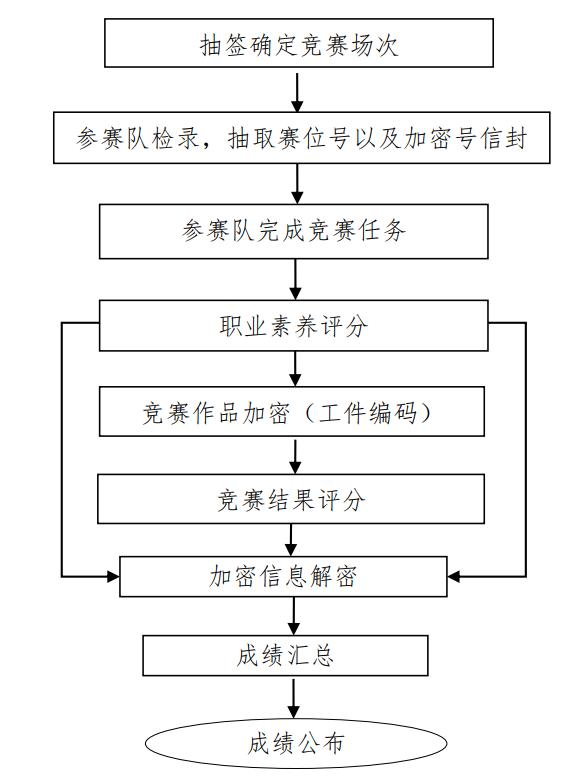 抽签确定竞赛场次
参赛队检录，抽取赛位号以及加密号信封
参赛队完成竞赛任务
职业素养评分
竞赛作品加密（工件编码）
竞赛结果评分
加密信息解密
成绩汇总
成绩公布